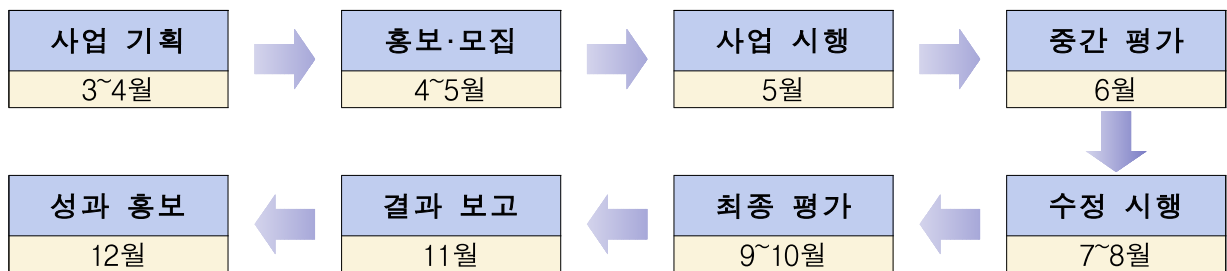 사업 기획
3~4월
홍보·모집
4~5월
사업 시행
5월
중간 평가
6월
수정 시행
7~8월
최종 평가
9~10월
결과 보고
11월
성과 홍보
12월